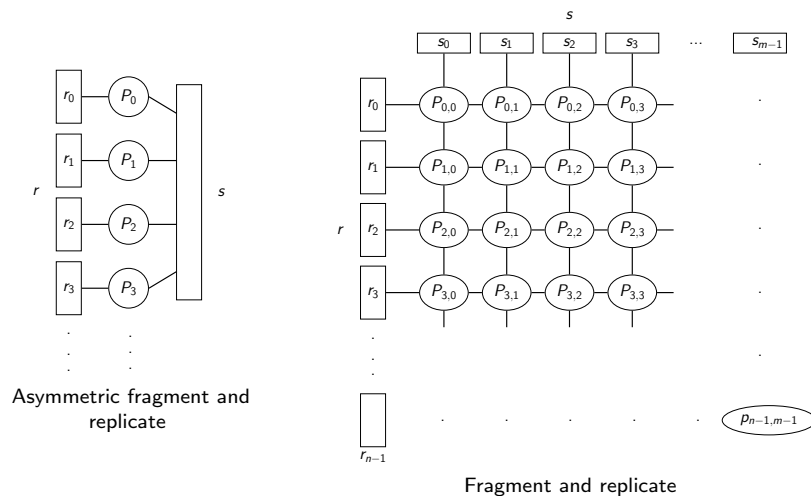 r
r0
r1
r2
r3
P0
P1
P2
P3
s
.
.
.
.
.
.
Asymmetric fragment and
replicate
s
s0 s1 s2 s3 ... sm−1
r0 P0,0 P0,1 P0,2 P0,3 .
r1 P1,0 P1,1 P1,2 P1,3 .
r r2 P2,0 P2,1 P2,2 P2,3 .
r3 P3,0 P3,1 P3,2 P3,3 .
.
. .
.
. . . . . pn−1,m−1
rn−1
Fragment and replicate